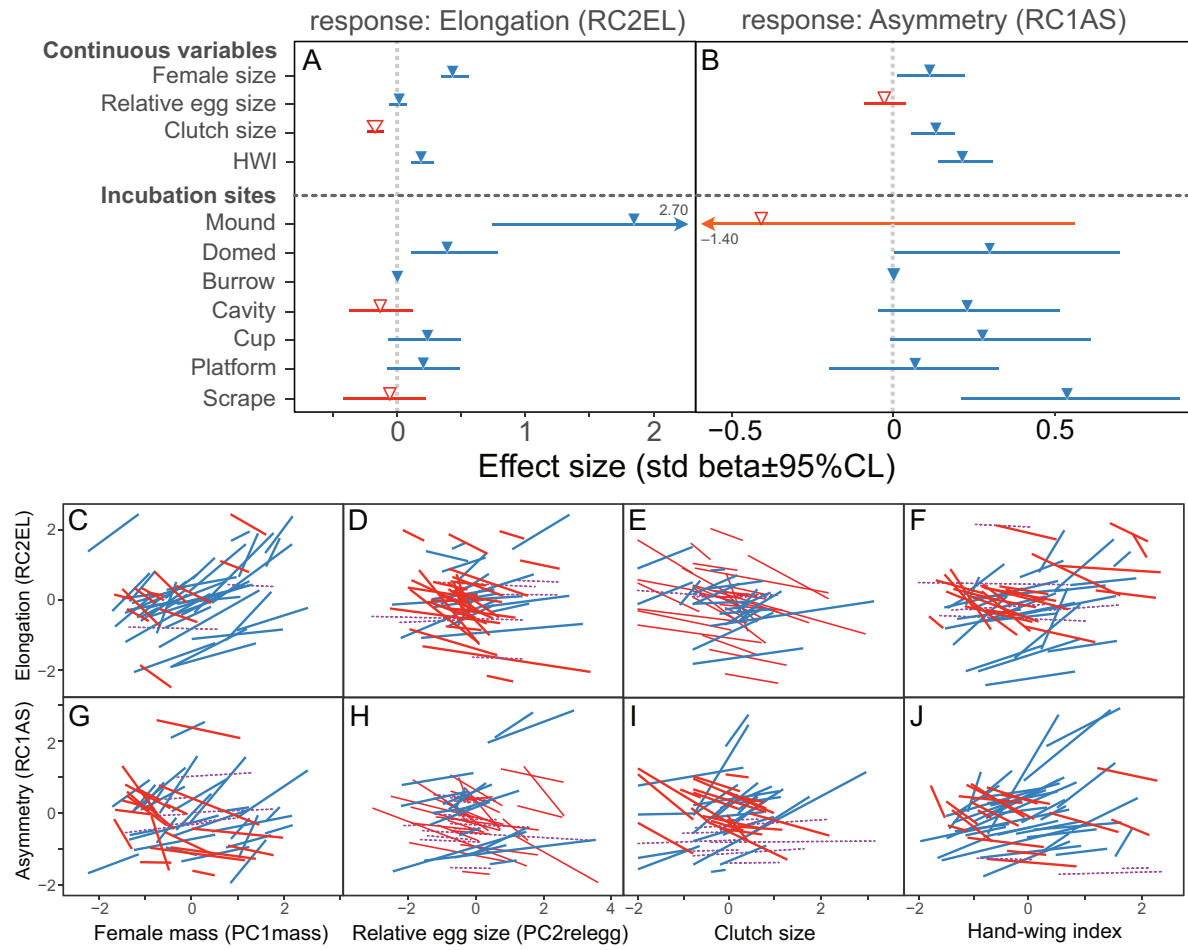 response: Elongation (RC2EL) response: Asymmetry (RC1AS)
Continuous variables
A B
Female size
Relative egg size
Clutch size
HWI
Incubation sites
Mound
2.70
−1.40
Domed
Burrow
Cavity
Cup
Platform
Scrape
0 1 2 −0.5 0 0.5
Effect size (std beta±95%CL)
C D E F
Elongation (RC2EL)
2
0
−2
G H I J
Asymmetry (RC1AS)
2
0
−2
−2 0 2 −2 0 2 4 −2 0 2 −2 0 2
Female mass (PC1mass) Relative egg size (PC2relegg) Clutch size Hand-wing index